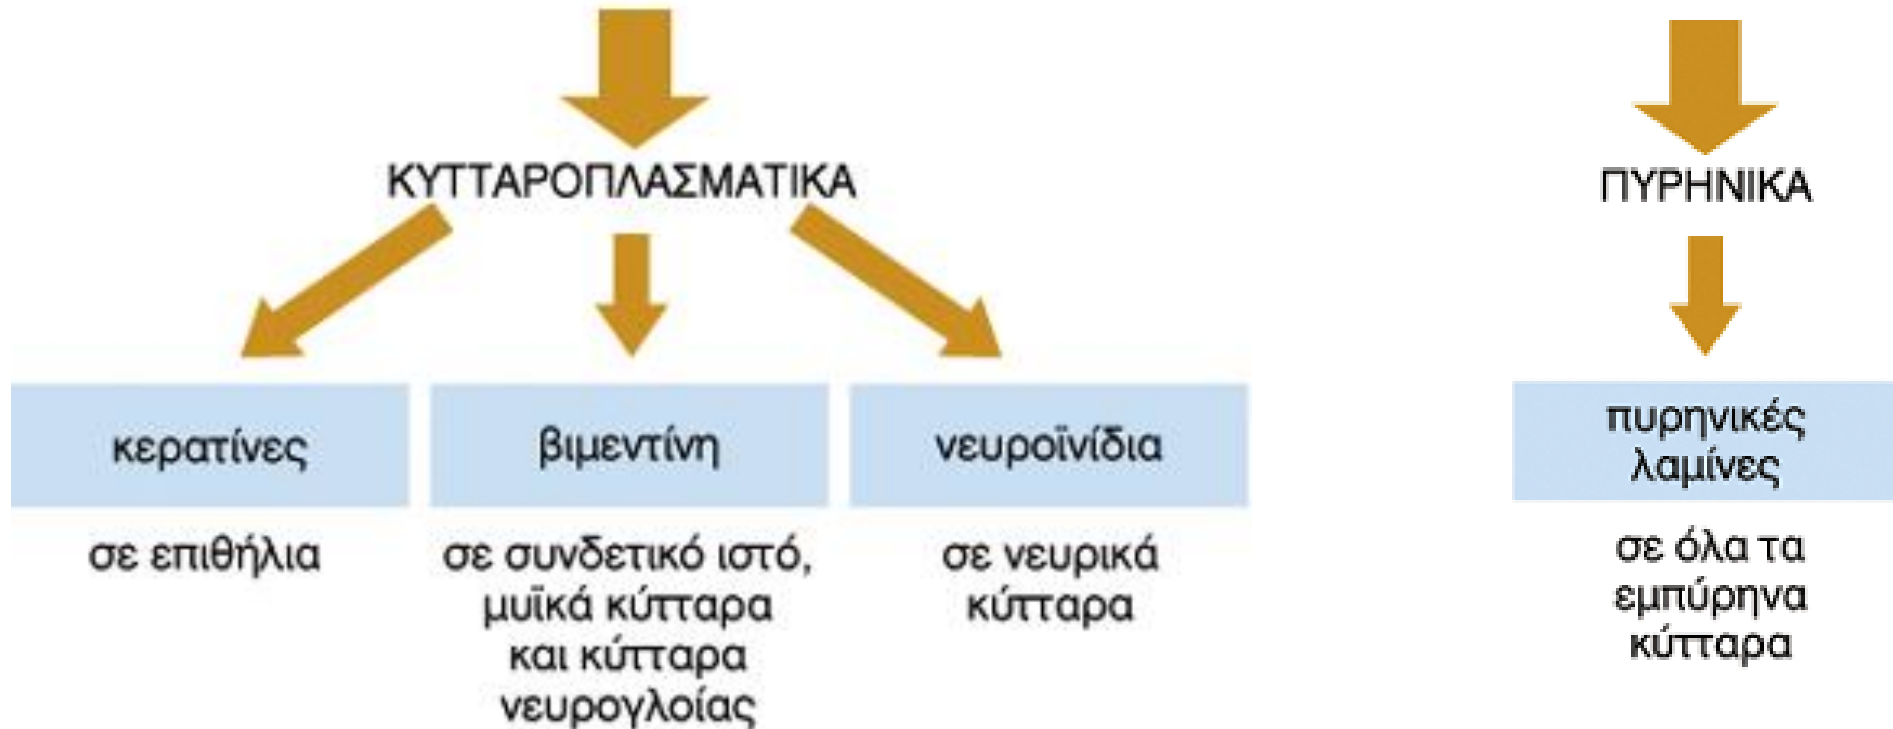 ΚΥΤΤΑΡΟΠΛΑΣΜΑΤΙΚΑ
ΠΥΡΗΝΙΚΑ
κερατίνες
βιμεντίνη
νευροϊνίδια
πυρηνικές
λαμίνες
σε επιθήλια
σε συνδετικό ιστό,
μυϊκά κύτταρα
και κύτταρα
νευρογλοίας
σε νευρικά
κύτταρα
σε όλα τα
εμπύρηνα
κύτταρα